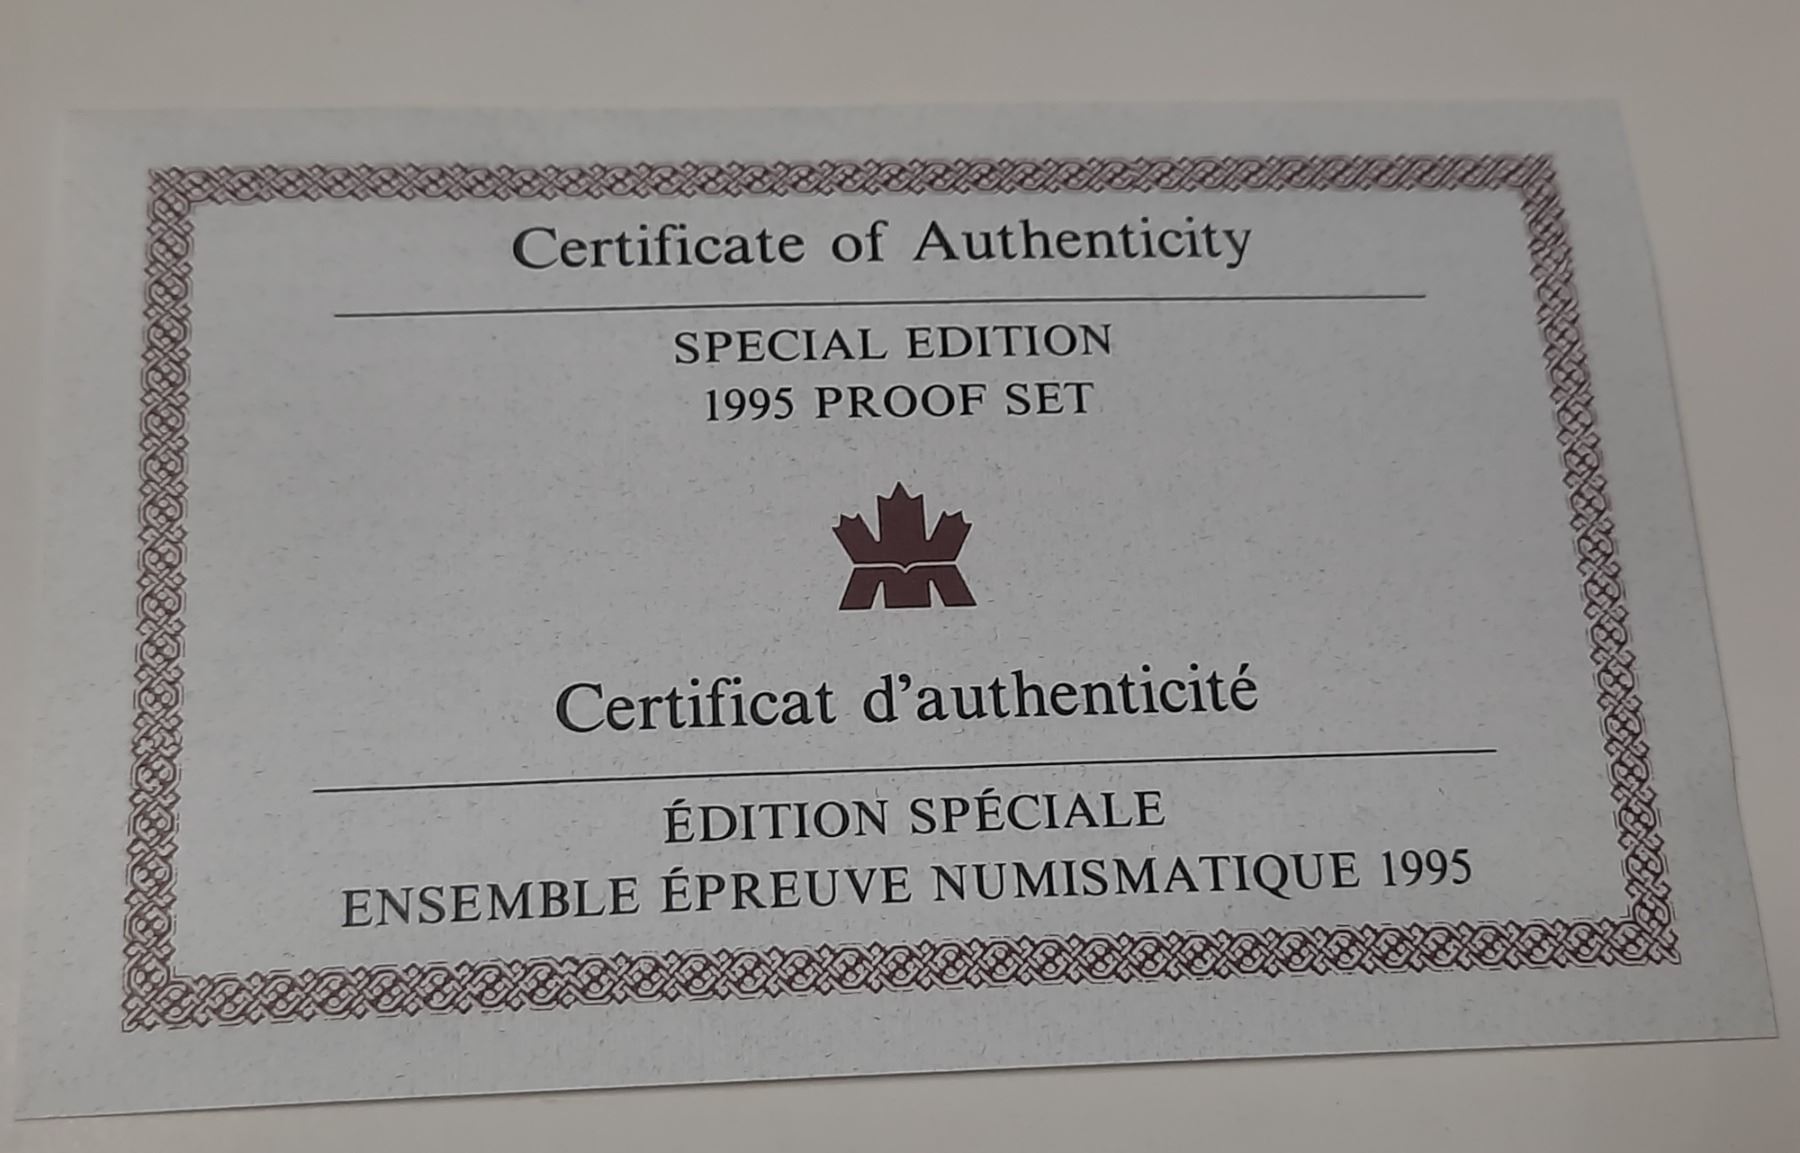 Certificate of Authenticity
SPECIAL EDITION
1995 PROOF SET
Certificat d'authenticité
ÉDITION SPÉCIALE
ENSEMBLE ÉPREUVE NUMISMATIQUE 1995